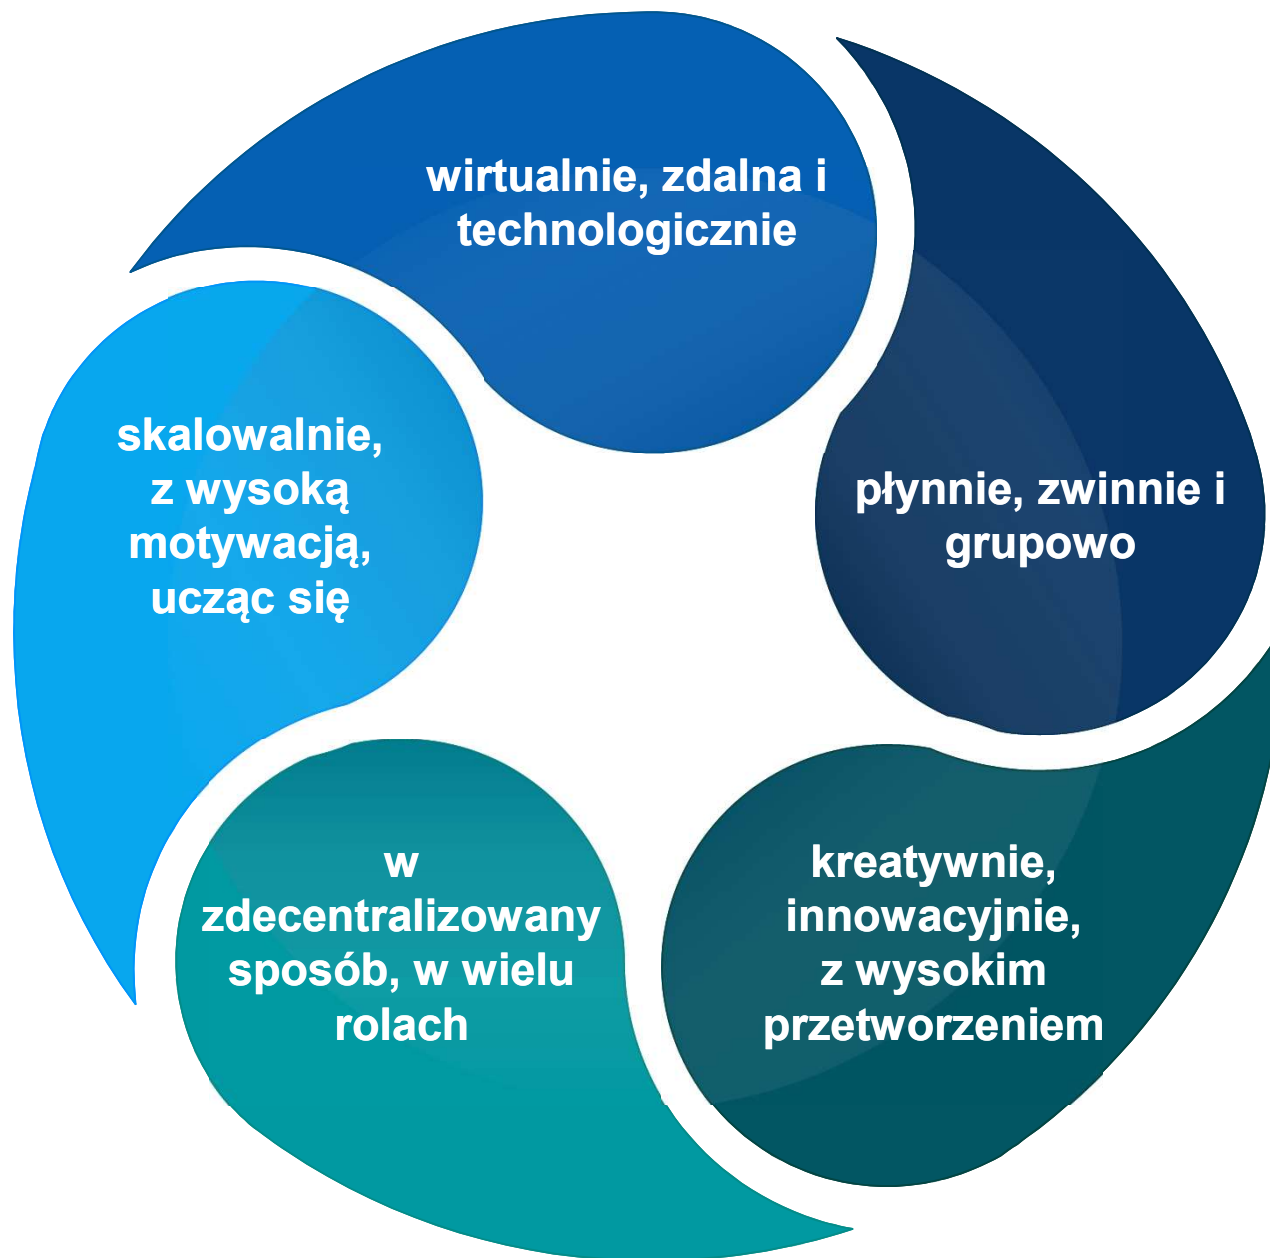 wirtualnie, zdalna i
technologicznie
płynnie, zwinnie i
grupowo
kreatywnie,
innowacyjnie,
z wysokim
przetworzeniem
w
zdecentralizowany
sposób, w wielu
rolach
skalowalnie,
z wysoką
motywacją,
ucząc się